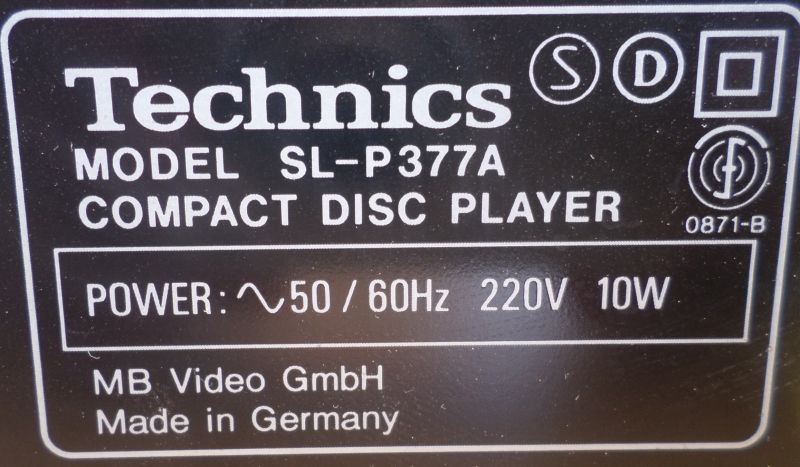 Technics
S D
MODEL SL-P377A
COMPACT DISC PLAYER
0871-B
POWER: ∿50 / 60Hz 220V 10W
MB Video GmbH
Made in Germany